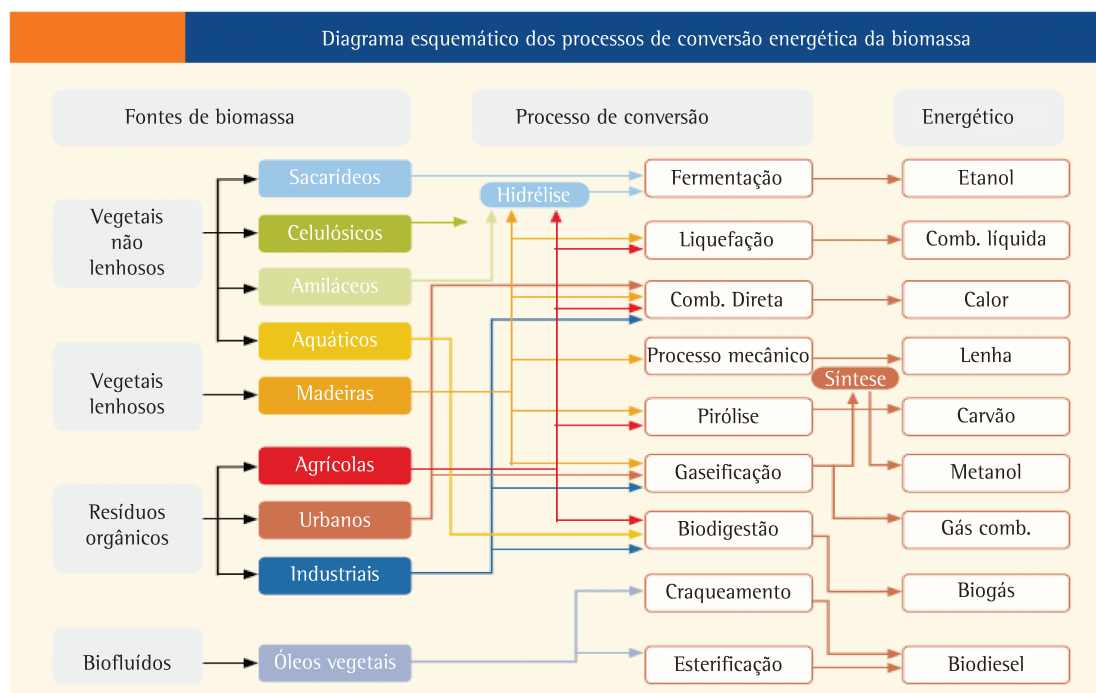 Diagrama esquemático dos processos de conversão energética da biomassa
Fontes de biomassa
Processo de conversão
Energético
Vegetais
não
lenhosos
Vegetais
lenhosos
Resíduos
orgânicos
Biofluídos
Sacarídeos
Celulósicos
Amiláceos
Aquáticos
Madeiras
Agrícolas
Urbanos
Industriais
Óleos vegetais
Hidrélise
Fermentação
Liquefação
Comb. Direta
Processo mecânico
Síntese
Pirólise
Gaseificação
Biodigestão
Craqueamento
Esterificação
Etanol
Comb. líquida
Calor
Lenha
Carvão
Metanol
Gás comb.
Biogás
Biodiesel